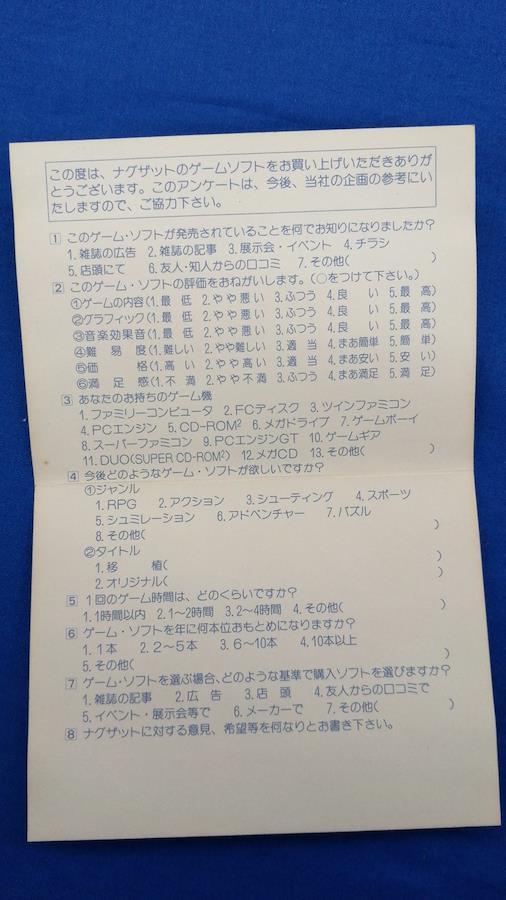 この度は、ナグザットのゲームソフトをお買い上げいただきありが
とうございます。このアンケートは、今後、当社の企画の参考にい
たしますので、ご協力下さい。
1 このゲーム・ソフトが発売されていることを何でお知りになりましたか?
1.雑誌の広告 2.雑誌の記事 3.展示会・イベント 4.チラシ
5.店頭にて 6.友人・知人からの口コミ 7.その他( )
2 このゲーム・ソフトの評価をおねがいします。(○をつけて下さい。)
①ゲームの内容(1.最 低 2.やや悪い 3.ふつう 4.良 い 5.最 高)
②グラフィック(1.最 低 2.やや悪い 3.ふつう 4.良 い 5.最 高)
③音楽効果音(1.最 低 2.やや悪い 3.ふつう 4.良 い 5.最 高)
④難 易 度(1.難しい 2.やや難しい 3.適 当 4.まあ簡単 5.簡 単)
⑤価 格(1.高 い 2.やや高い 3.適 当 4.まあ安い 5.安 い)
⑥満 足 感(1.不 満 2.やや不満 3.ふつう 4.まあ満足 5.満 足)
3 あなたのお持ちのゲーム機
1.ファミリーコンピュータ 2.FCディスク 3.ツインファミコン
4.PCエンジン 5.CD-ROM² 6.メガドライブ 7.ゲームボーイ
8.スーパーファミコン 9.PCエンジンGT 10.ゲームギア
11.DUO(SUPER CD-ROM²) 12.メガCD 13.その他( )
4 今後どのようなゲーム・ソフトが欲しいですか?
①ジャンル
1.RPG 2.アクション 3.シューティング 4.スポーツ
5.シュミレーション 6.アドベンチャー 7.パズル
8.その他( )
②タイトル
1.移 植( )
2.オリジナル( )
5 1回のゲーム時間は、どのくらいですか?
1.1時間以内 2.1〜2時間 3.2〜4時間 4.その他( )
6 ゲーム・ソフトを年に何本位おもとめになりますか?
1.1本 2.2〜5本 3.6〜10本 4.10本以上
5.その他( )
7 ゲーム・ソフトを選ぶ場合、どのような基準で購入ソフトを選びますか?
1.雑誌の記事 2.広 告 3.店 頭 4.友人からの口コミで
5.イベント・展示会等で 6.メーカーで 7.その他( )
8 ナグザットに対する意見、希望等を何なりとお書き下さい。